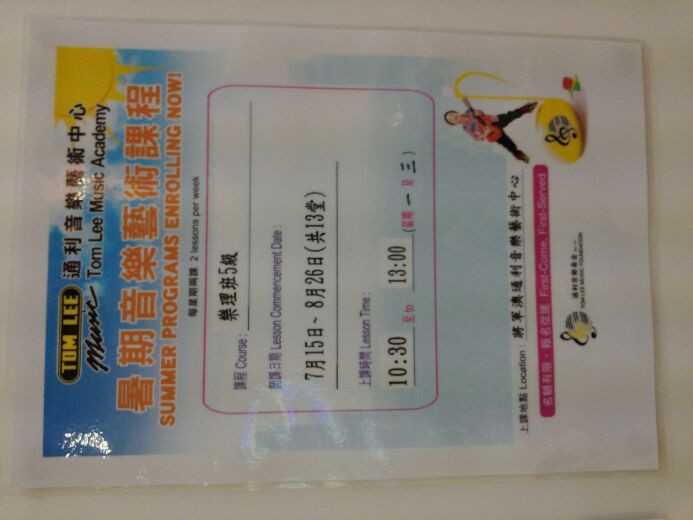 TOM LEE
Music
通利音樂藝術中心
Tom Lee Music Academy
暑期音樂藝術課程
SUMMER PROGRAMS ENROLLING NOW!
每星期兩課 2 lessons per week
課程 Course :
樂理班5級
開課日期 Lesson Commencement Date :
7月15日~8月26日(共13堂)
上課時間 Lesson Time :
10:30 至to 13:00 (星期 一 及 三 )
上課地點 Location : 將軍澳通利音樂藝術中心
名額有限‧報名從速 First-Come, First-Served
通利音樂基金
TOM LEE MUSIC FOUNDATION